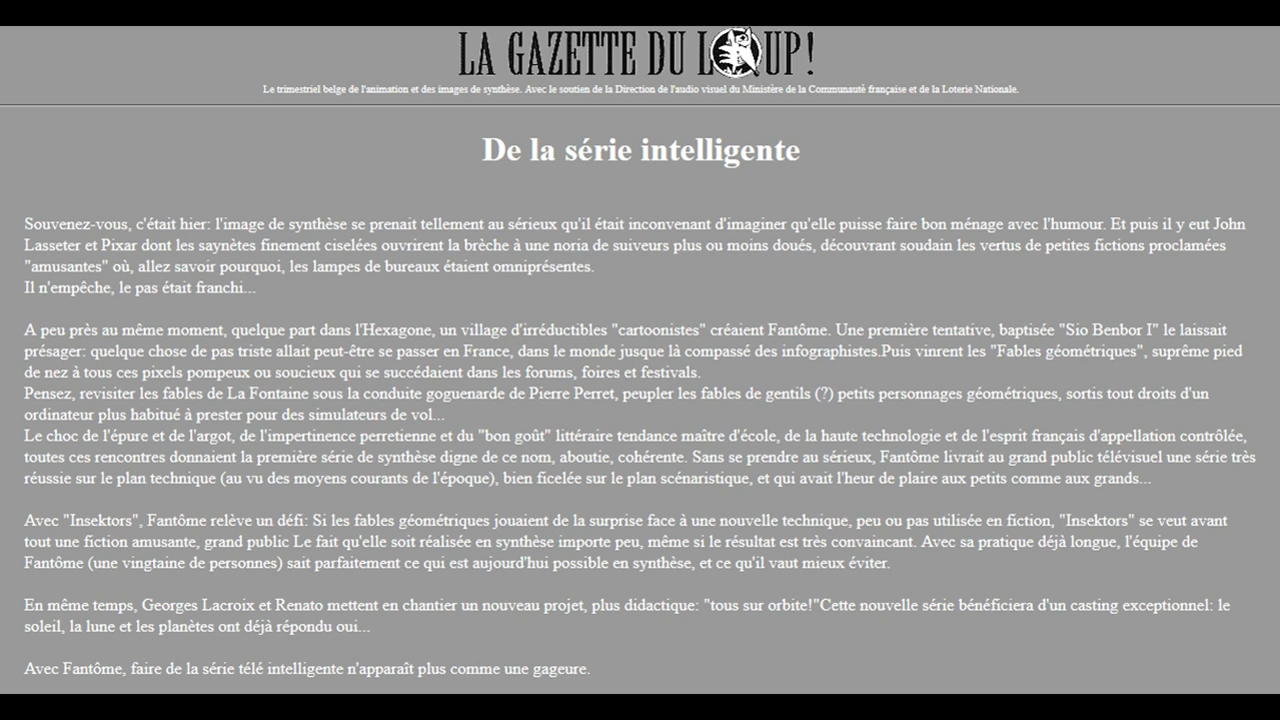 LA GAZETTE DU LOUP!
Le trimestriel belge de l'animation et des images de synthèse. Avec le soutien de la Direction de l'audio visuel du Ministère de la Communauté française et de la Loterie Nationale.
De la série intelligente
Souvenez-vous, c'était hier: l'image de synthèse se prenait tellement au sérieux qu'il était inconvenant d'imaginer qu'elle puisse faire bon ménage avec l'humour. Et puis il y eut John
Lasseter et Pixar dont les saynètes finement ciselées ouvrirent la brèche à une noria de suiveurs plus ou moins doués, découvrant soudain les vertus de petites fictions proclamées
"amusantes" où, allez savoir pourquoi, les lampes de bureaux étaient omniprésentes.
Il n'empêche, le pas était franchi...
A peu près au même moment, quelque part dans l'Hexagone, un village d'irréductibles "cartoonistes" créaient Fantôme. Une première tentative, baptisée "Sio Benbor I" le laissait
présager: quelque chose de pas triste allait peut-être se passer en France, dans le monde jusque là compassé des infographistes.Puis vinrent les "Fables géométriques", suprême pied
de nez à tous ces pixels pompeux ou soucieux qui se succédaient dans les forums, foires et festivals.
Pensez, revisiter les fables de La Fontaine sous la conduite goguenarde de Pierre Perret, peupler les fables de gentils (?) petits personnages géométriques, sortis tout droits d'un
ordinateur plus habitué à prester pour des simulateurs de vol...
Le choc de l'épure et de l'argot, de l'impertinence perretienne et du "bon goût" littéraire tendance maître d'école, de la haute technologie et de l'esprit français d'appellation contrôlée,
toutes ces rencontres donnaient la première série de synthèse digne de ce nom, aboutie, cohérente. Sans se prendre au sérieux, Fantôme livrait au grand public télévisuel une série très
réussie sur le plan technique (au vu des moyens courants de l'époque), bien ficelée sur le plan scénaristique, et qui avait l'heur de plaire aux petits comme aux grands...
Avec "Insektors", Fantôme relève un défi: Si les fables géométriques jouaient de la surprise face à une nouvelle technique, peu ou pas utilisée en fiction, "Insektors" se veut avant
tout une fiction amusante, grand public Le fait qu'elle soit réalisée en synthèse importe peu, même si le résultat est très convaincant. Avec sa pratique déjà longue, l'équipe de
Fantôme (une vingtaine de personnes) sait parfaitement ce qui est aujourd'hui possible en synthèse, et ce qu'il vaut mieux éviter.
En même temps, Georges Lacroix et Renato mettent en chantier un nouveau projet, plus didactique: "tous sur orbite!"Cette nouvelle série bénéficiera d'un casting exceptionnel: le
soleil, la lune et les planètes ont déjà répondu oui...
Avec Fantôme, faire de la série télé intelligente n'apparaît plus comme une gageure.